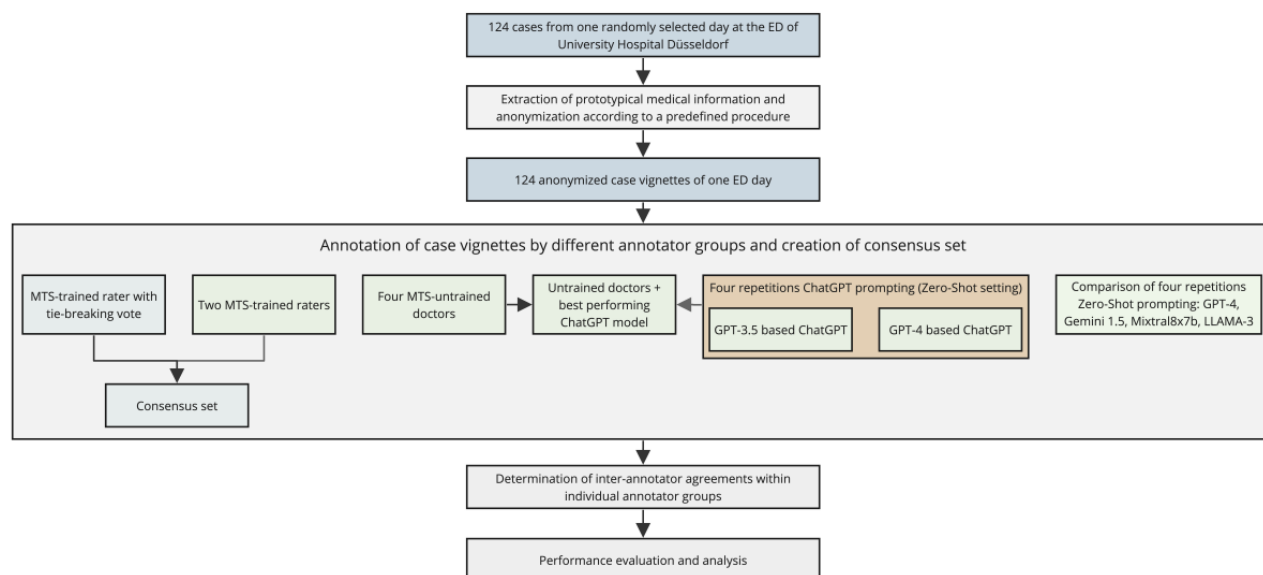 124 cases from one randomly selected day at the ED of
University Hospital Düsseldorf
Extraction of prototypical medical information and
anonymization according to a predefined procedure
124 anonymized case vignettes of one ED day
Annotation of case vignettes by different annotator groups and creation of consensus set
MTS-trained rater with
tie-breaking vote
Two MTS-trained raters
Four MTS-untrained
doctors
Untrained doctors +
best performing
ChatGPT model
Four repetitions ChatGPT prompting (Zero-Shot setting)
GPT-3.5 based ChatGPT
GPT-4 based ChatGPT
Comparison of four repetitions
Zero-Shot prompting: GPT-4,
Gemini 1.5, Mixtral8x7b, LLAMA-3
Consensus set
Determination of inter-annotator agreements within
individual annotator groups
Performance evaluation and analysis